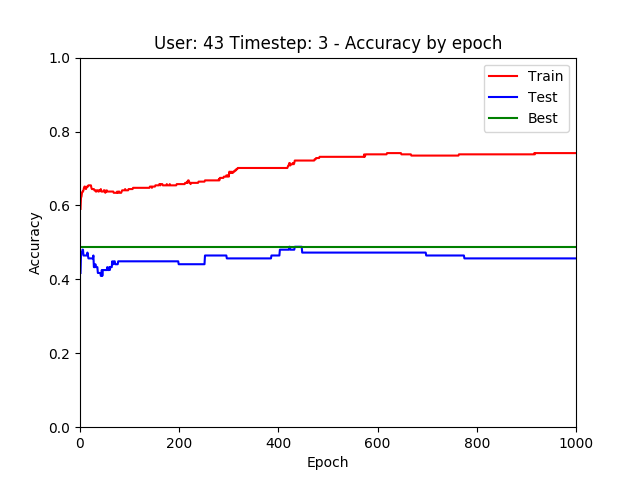 User: 43 Timestep: 3 - Accuracy by epoch
1.0
0.8
0.6
0.4
0.2
0.0
Accuracy
Train
Test
Best
0 200 400 600 800 1000
Epoch